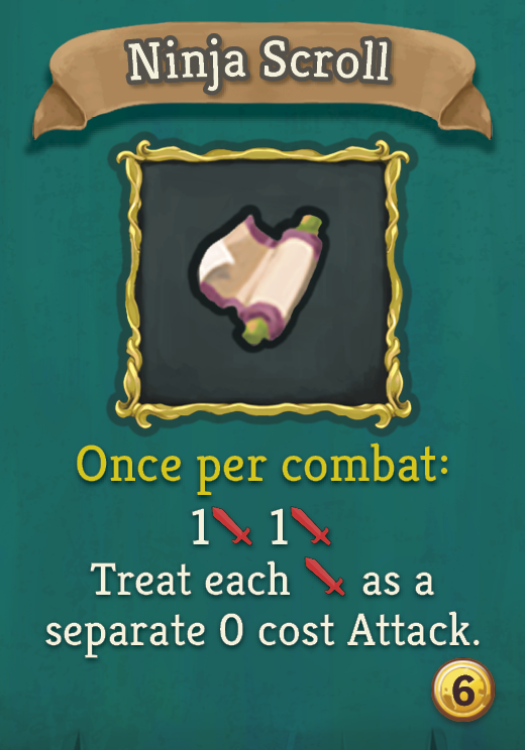 Ninja Scroll
Once per combat:
1 1
Treat each as a
separate 0 cost Attack.
6